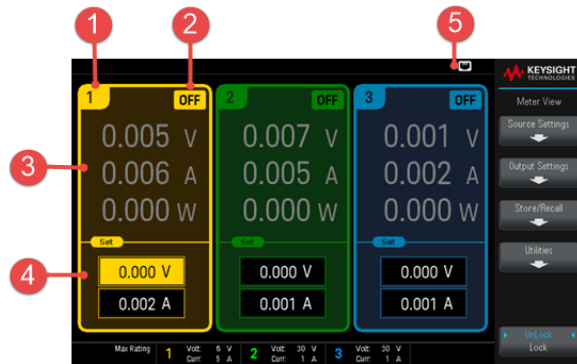 1 2 5
KEYSIGHT
TECHNOLOGIES
1 OFF 2 OFF 3 OFF
Meter View
0.005 V 0.007 V 0.001 V
Source Settings
3
0.006 A 0.005 A 0.002 A
Output Settings
0.000 W 0.000 W 0.000 W
Store/Recall
Set Set Set
Utilities
4
0.000 V 0.000 V 0.000 V
0.002 A 0.001 A 0.001 A
UnLock
Lock
Max Rating 1 Volt: 6 V 2 Volt: 30 V 3 Volt: 30 V
Curr: 5 A Curr: 1 A Curr: 1 A